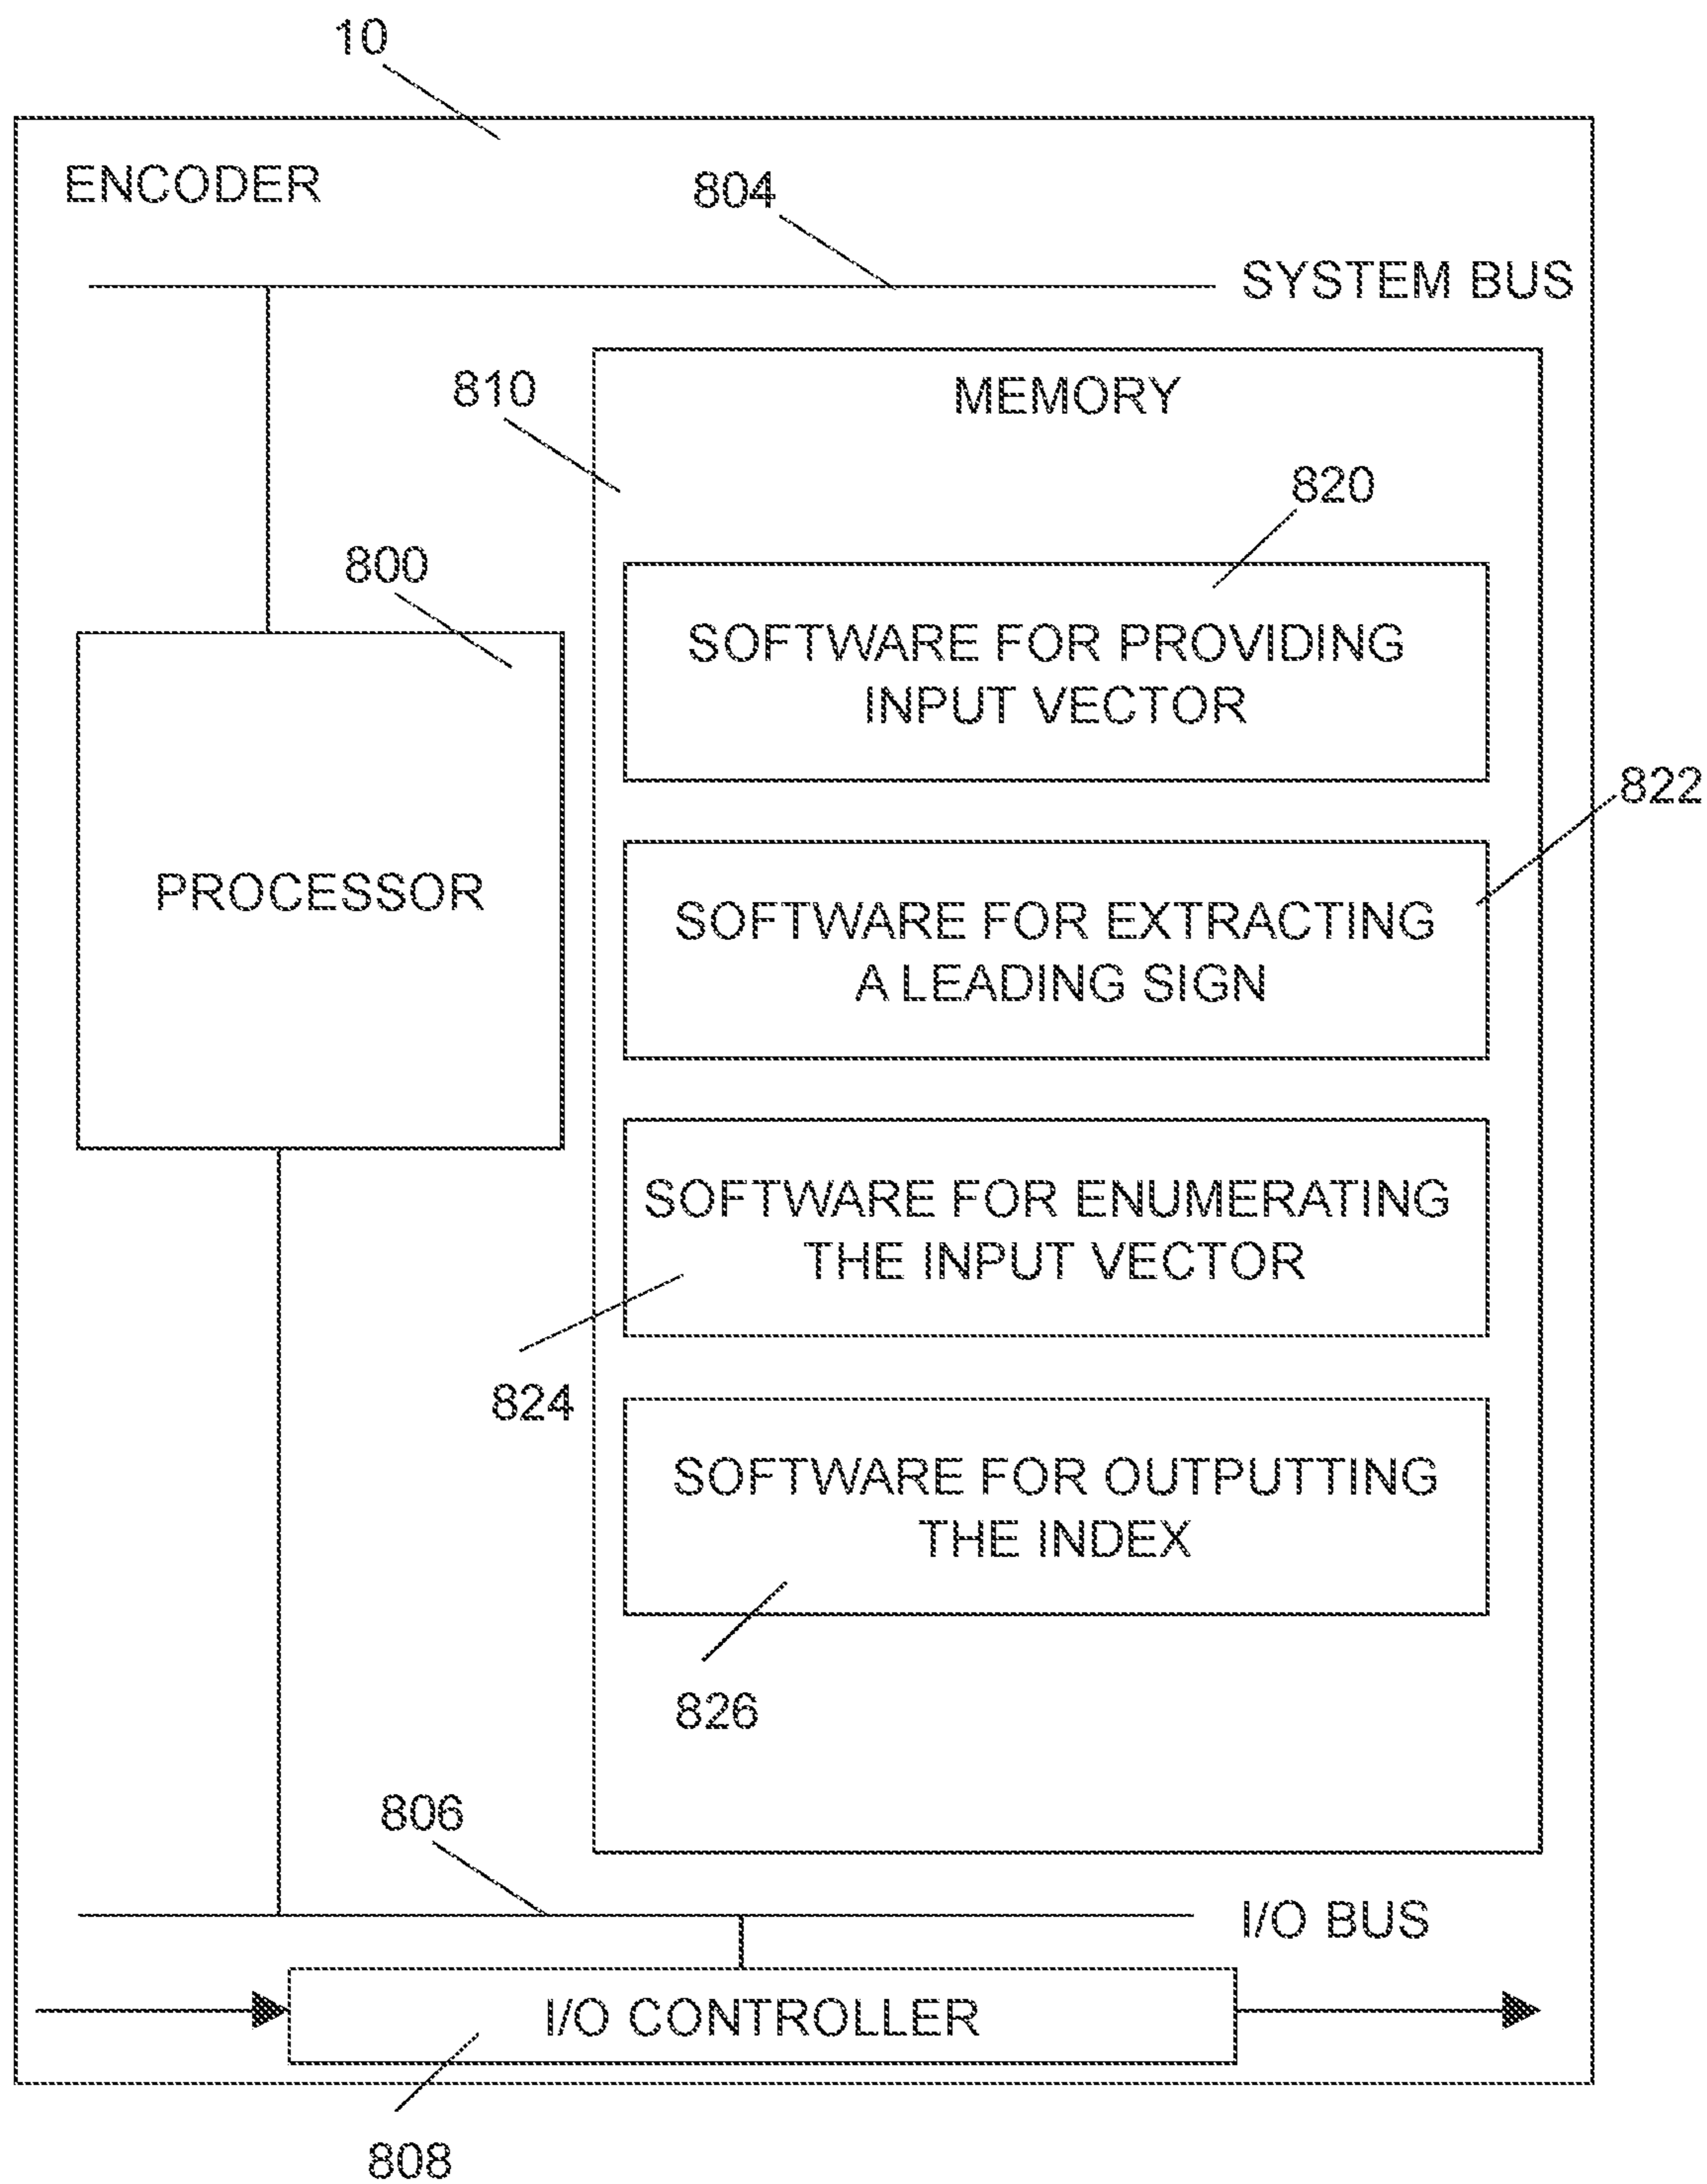 10
ENCODER
804
SYSTEM BUS
810
MEMORY
820
800
SOFTWARE FOR PROVIDING
INPUT VECTOR
822
PROCESSOR
SOFTWARE FOR EXTRACTING
A LEADING SIGN
SOFTWARE FOR ENUMERATING
THE INPUT VECTOR
824
SOFTWARE FOR OUTPUTTING
THE INDEX
826
806
I/O BUS
I/O CONTROLLER
808